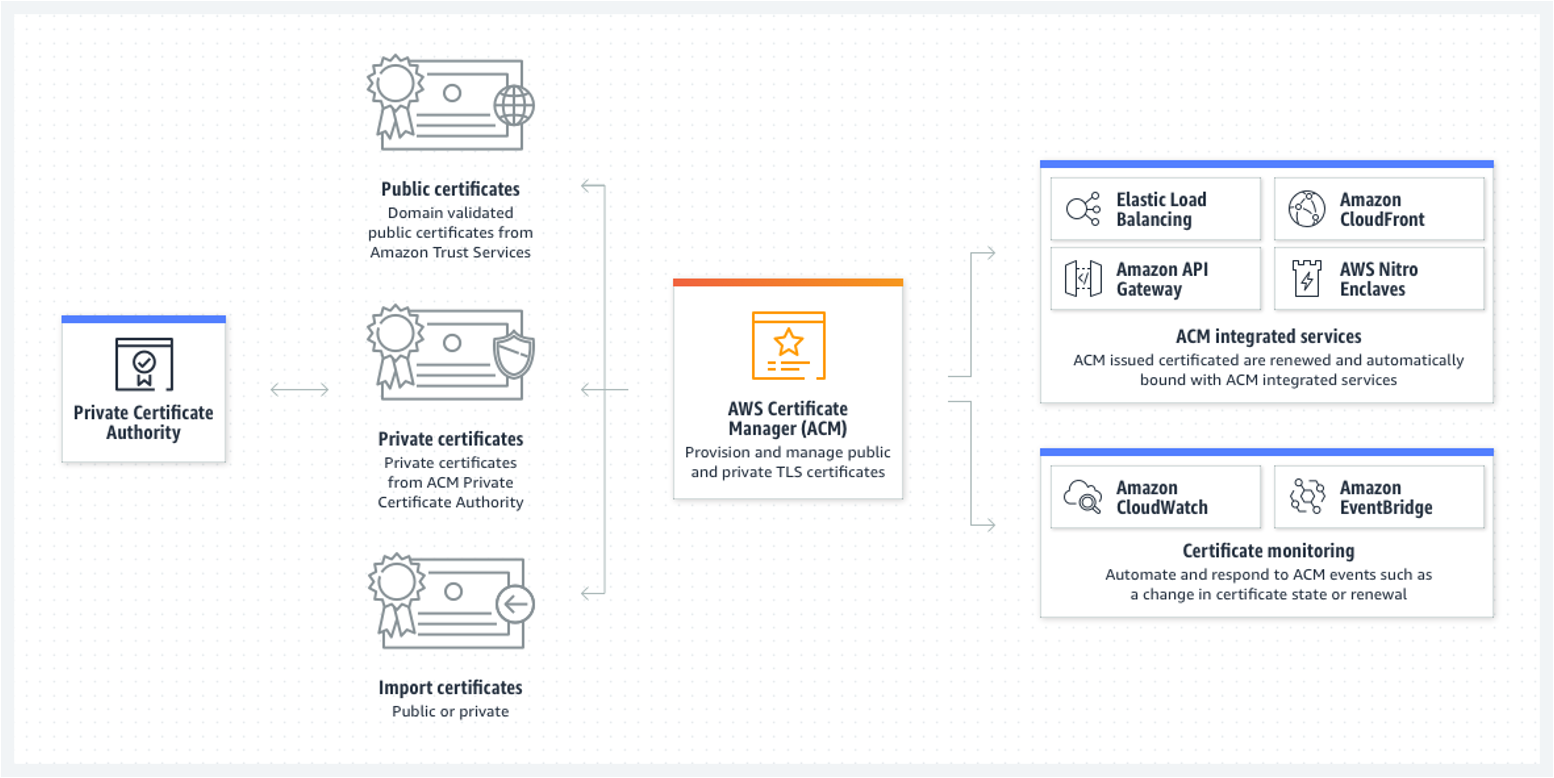 Public certificates
Domain validated
public certificates from
Amazon Trust Services
Private Certificate
Authority
Private certificates
Private certificates
from ACM Private
Certificate Authority
Import certificates
Public or private
AWS Certificate
Manager (ACM)
Provision and manage public
and private TLS certificates
Elastic Load
Balancing
Amazon
CloudFront
Amazon API
Gateway
AWS Nitro
Enclaves
ACM integrated services
ACM issued certificated are renewed and automatically
bound with ACM integrated services
Amazon
CloudWatch
Amazon
EventBridge
Certificate monitoring
Automate and respond to ACM events such as
a change in certificate state or renewal